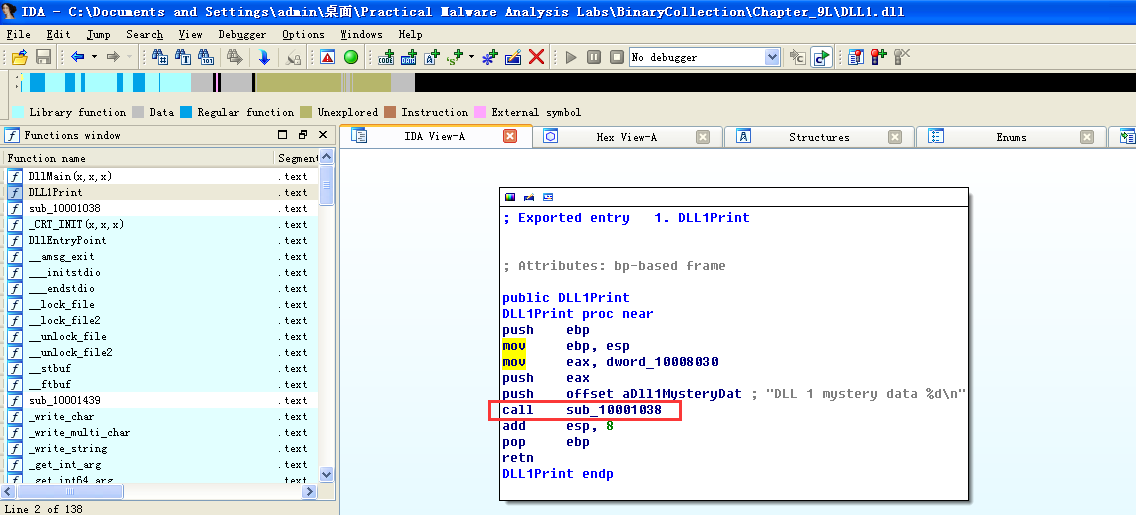 IDA - C:\Documents and Settings\admin\桌面\Practical Malware Analysis Labs\BinaryCollection\Chapter_9L\DLL1.dll
File Edit Jump Search View Debugger Options Windows Help
No debugger
Library function Data Regular function Unexplored Instruction External symbol
Functions window
IDA View-A
Hex View-A
Structures
Enums
Function name Segment
DllMain(x,x,x) .text
DLL1Print .text
sub_10001038 .text
_CRT_INIT(x,x,x) .text
DllEntryPoint .text
__amsg_exit .text
___initstdio .text
___endstdio .text
__lock_file .text
__lock_file2 .text
__unlock_file .text
__unlock_file2 .text
__stbuf .text
__ftbuf .text
sub_10001439 .text
_write_char .text
_write_multi_char .text
_write_string .text
_get_int_arg .text
_get_int64_arg .text
Line 2 of 138
; Exported entry 1. DLL1Print
; Attributes: bp-based frame
public DLL1Print
DLL1Print proc near
push ebp
mov ebp, esp
mov eax, dword_10008030
push eax
push offset aDll1MysteryDat ; "DLL 1 mystery data %d\n"
call sub_10001038
add esp, 8
pop ebp
retn
DLL1Print endp